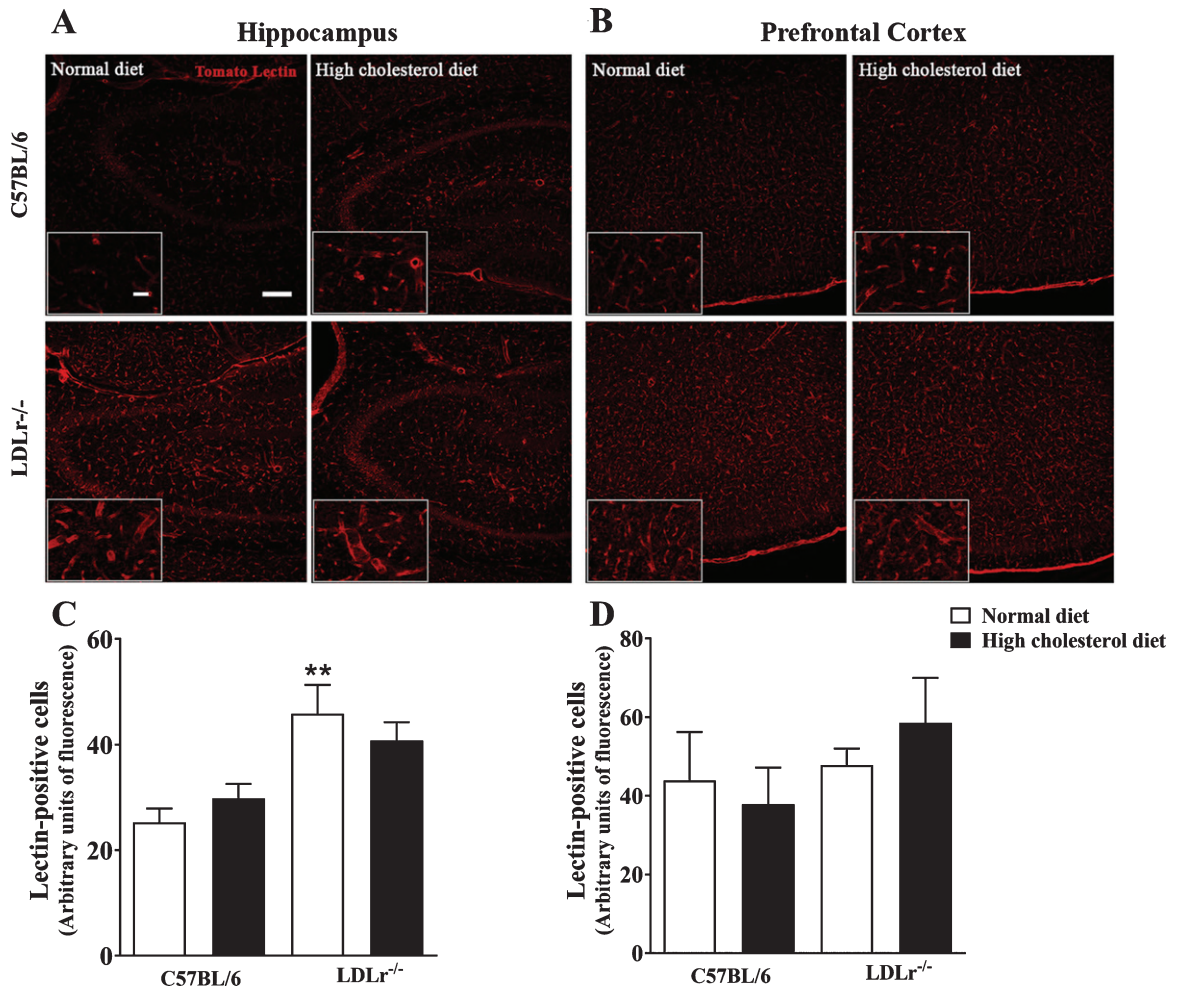 A
Hippocampus
B
Prefrontal Cortex
Normal diet
Tomato Lectin
High cholesterol diet
Normal diet
High cholesterol diet
C57BL/6
LDLr-/-
C
D
Normal diet
High cholesterol diet
Lectin-positive cells
(Arbitrary units of fluorescence)
60
40
20
0
**
C57BL/6
LDLr-/-
Lectin-positive cells
(Arbitrary units of fluorescence)
80
60
40
20
0
C57BL/6
LDLr-/-